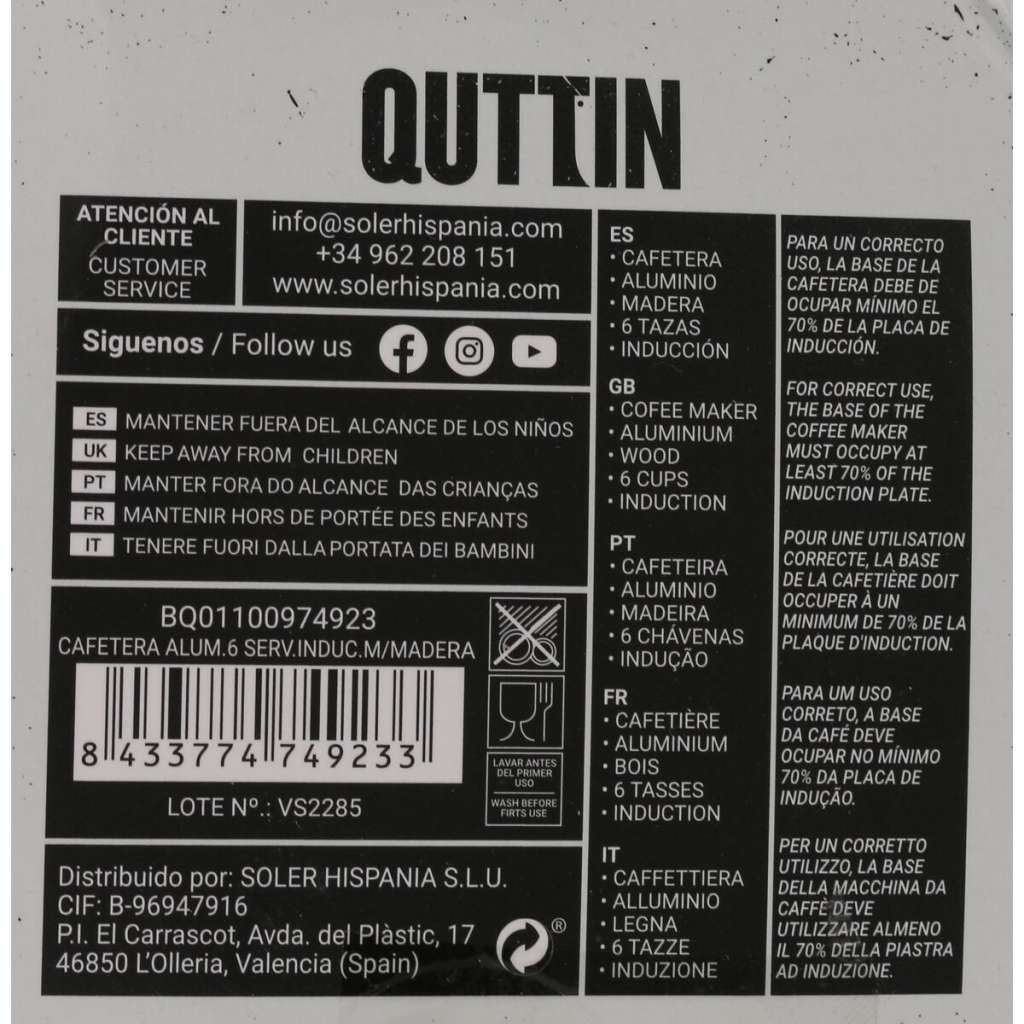 QUTTIN
ATENCIÓN AL
CLIENTE
CUSTOMER
SERVICE
info@solerhispania.com
+34 962 208 151
www.solerhispania.com
Siguenos / Follow us
ES MANTENER FUERA DEL ALCANCE DE LOS NIÑOS
UK KEEP AWAY FROM CHILDREN
PT MANTER FORA DO ALCANCE DAS CRIANÇAS
FR MANTENIR HORS DE PORTÉE DES ENFANTS
IT TENERE FUORI DALLA PORTATA DEI BAMBINI
BQ01100974923
CAFETERA ALUM.6 SERV.INDUC.M/MADERA
8 433774 749233
LOTE Nº.: VS2285
LAVAR ANTES
DEL PRIMER
USO
WASH BEFORE
FIRTS USE
Distribuido por: SOLER HISPANIA S.L.U.
CIF: B-96947916
P.I. El Carrascot, Avda. del Plàstic, 17
46850 L'Olleria, Valencia (Spain)
®
ES
• CAFETERA
• ALUMINIO
• MADERA
• 6 TAZAS
• INDUCCIÓN
GB
• COFEE MAKER
• ALUMINIUM
• WOOD
• 6 CUPS
• INDUCTION
PT
• CAFETEIRA
• ALUMINIO
• MADEIRA
• 6 CHÁVENAS
• INDUÇÃO
FR
• CAFETIÈRE
• ALUMINIUM
• BOIS
• 6 TASSES
• INDUCTION
IT
• CAFFETTIERA
• ALLUMINIO
• LEGNA
• 6 TAZZE
• INDUZIONE
PARA UN CORRECTO
USO, LA BASE DE LA
CAFETERA DEBE DE
OCUPAR MÍNIMO EL
70% DE LA PLACA DE
INDUCCIÓN.
FOR CORRECT USE,
THE BASE OF THE
COFFEE MAKER
MUST OCCUPY AT
LEAST 70% OF THE
INDUCTION PLATE.
POUR UNE UTILISATION
CORRECTE, LA BASE
DE LA CAFETIÈRE DOIT
OCCUPER À UN
MINIMUM DE 70% DE LA
PLAQUE D'INDUCTION.
PARA UM USO
CORRETO, A BASE
DA CAFÉ DEVE
OCUPAR NO MÍNIMO
70% DA PLACA DE
INDUÇÃO.
PER UN CORRETTO
UTILIZZO, LA BASE
DELLA MACCHINA DA
CAFFÈ DEVE
UTILIZZARE ALMENO
IL 70% DELLA PIASTRA
AD INDUZIONE.